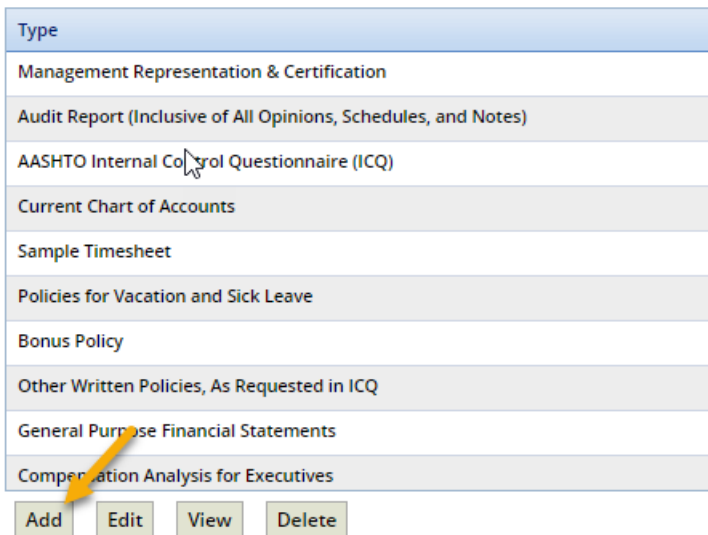 Type
Management Representation & Certification
Audit Report (Inclusive of All Opinions, Schedules, and Notes)
AASHTO Internal Control Questionnaire (ICQ)
Current Chart of Accounts
Sample Timesheet
Policies for Vacation and Sick Leave
Bonus Policy
Other Written Policies, As Requested in ICQ
General Purpose Financial Statements
Compensation Analysis for Executives
Add Edit View Delete